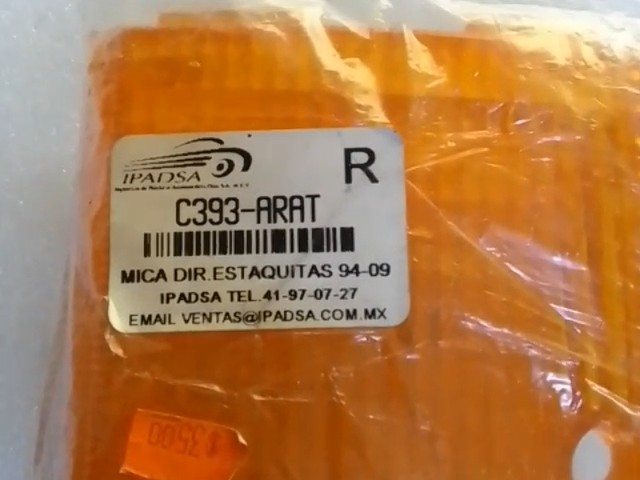 IPADSA
R
C393-ARAT
MICA DIR.ESTAQUITAS 94-09
IPADSA TEL.41-97-07-27
EMAIL VENTAS@IPADSA.COM.MX
$3500